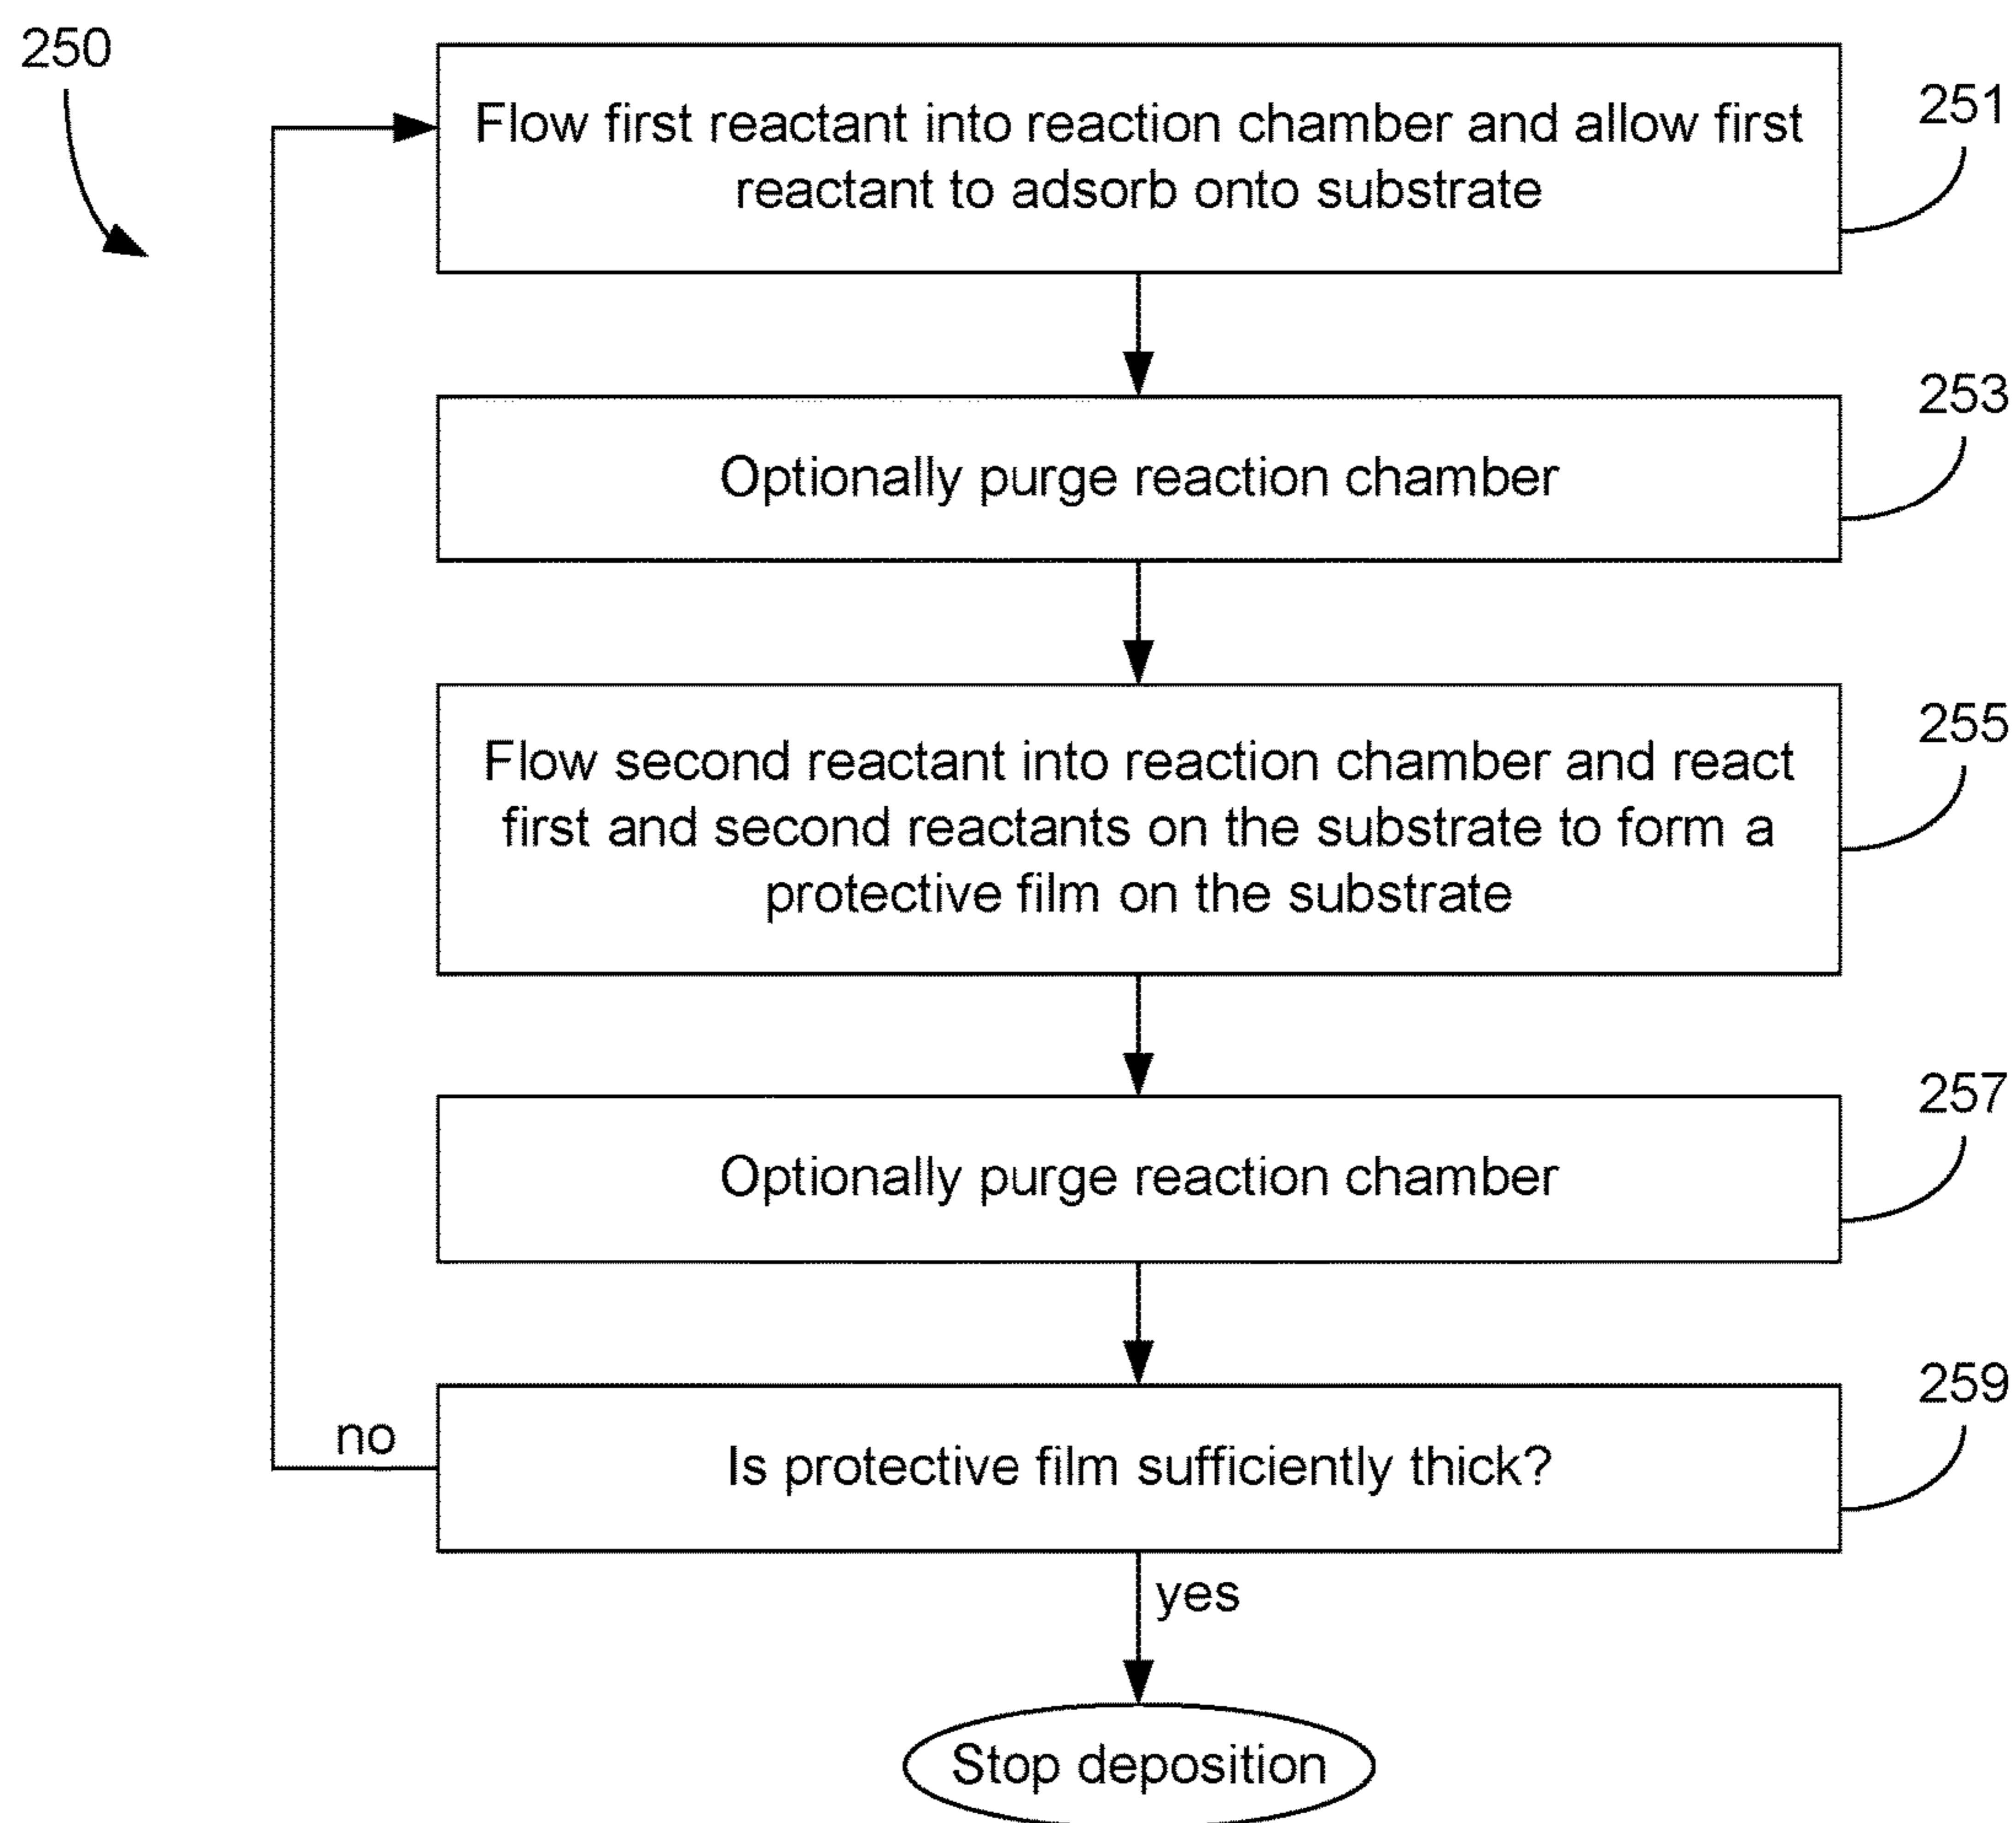 250
Flow first reactant into reaction chamber and allow first
reactant to adsorb onto substrate
251
Optionally purge reaction chamber
253
Flow second reactant into reaction chamber and react
first and second reactants on the substrate to form a
protective film on the substrate
255
Optionally purge reaction chamber
257
Is protective film sufficiently thick?
259
no
yes
Stop deposition